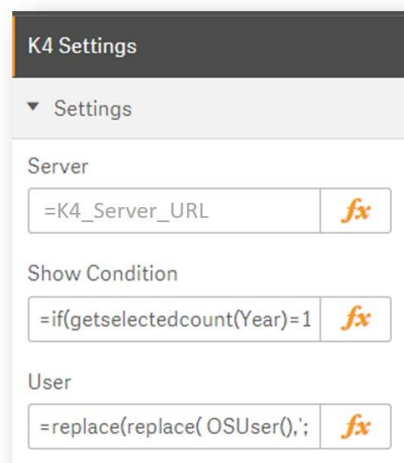 K4 Settings
Settings
Server
=K4_Server_URL fx
Show Condition
=if(getselectedcount(Year)=1 fx
User
=replace(replace( OSUser(),'; fx